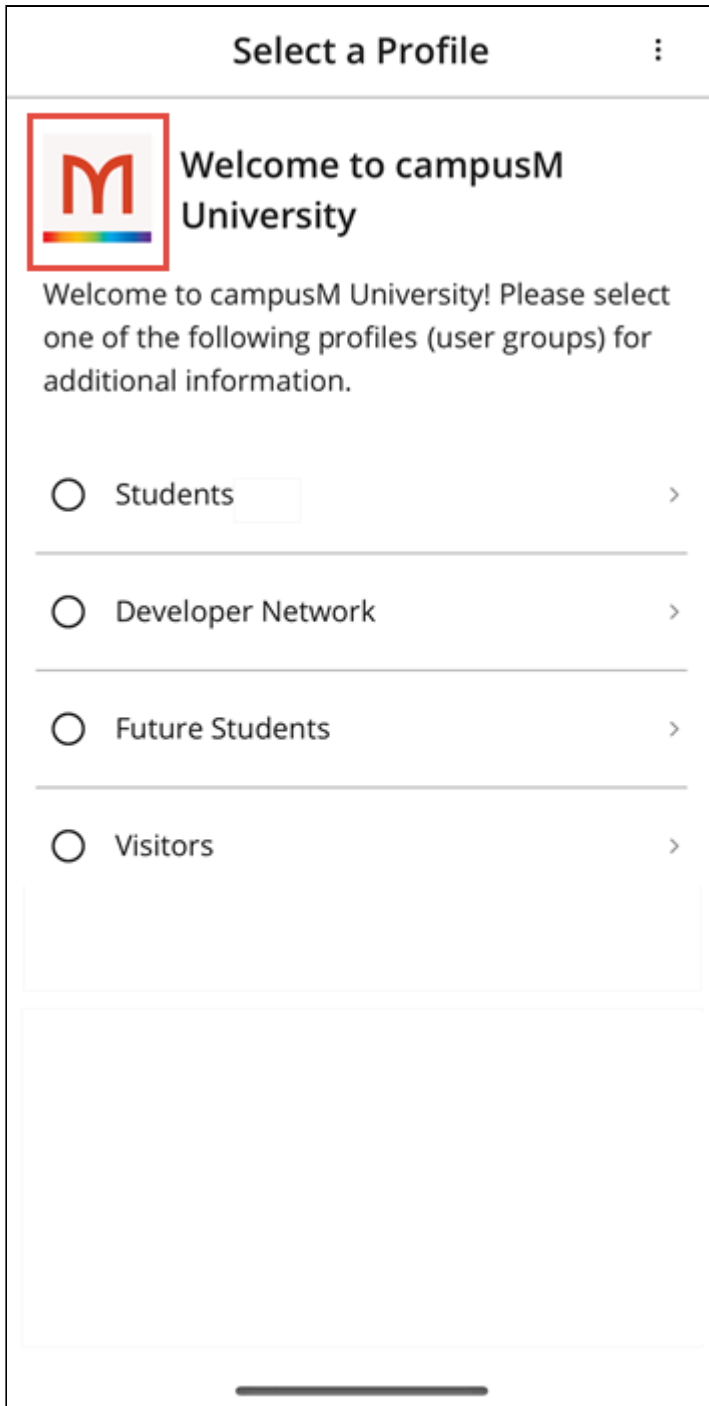 Select a Profile
M
Welcome to campusM
University
Welcome to campusM University! Please select
one of the following profiles (user groups) for
additional information.
Students
Developer Network
Future Students
Visitors